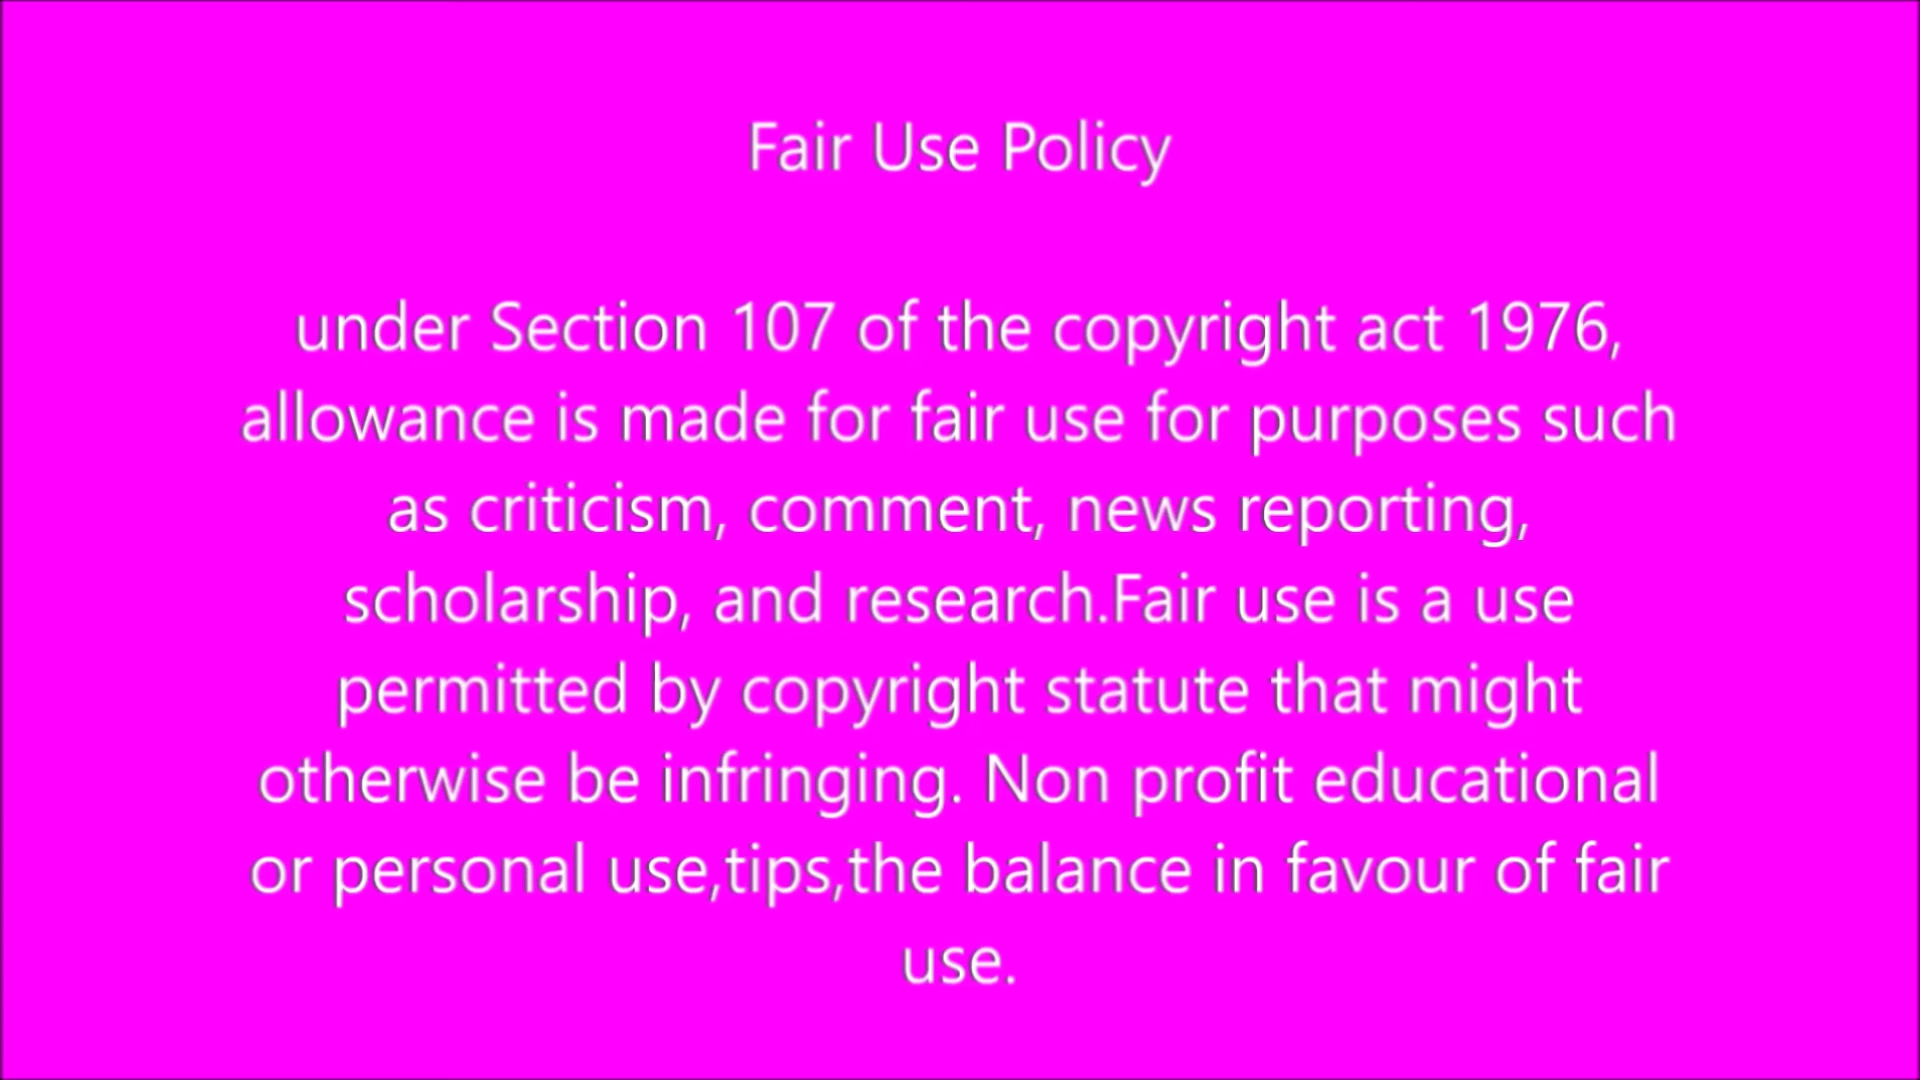 Fair Use Policy
under Section 107 of the copyright act 1976,
allowance is made for fair use for purposes such
as criticism, comment, news reporting,
scholarship, and research.Fair use is a use
permitted by copyright statute that might
otherwise be infringing. Non profit educational
or personal use,tips,the balance in favour of fair
use.